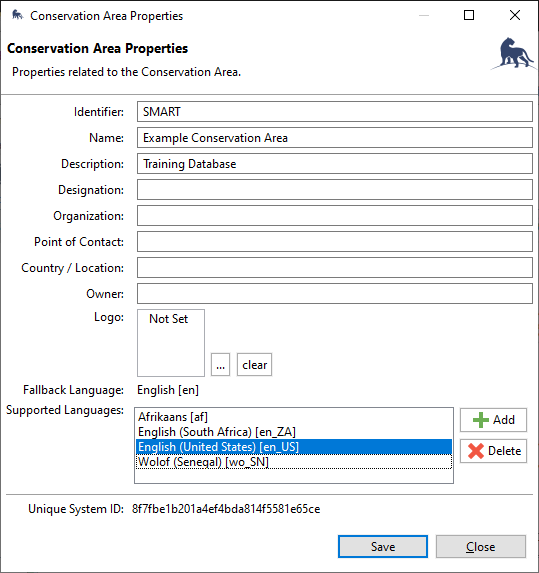 Conservation Area Properties
Conservation Area Properties
Properties related to the Conservation Area.
Identifier: SMART
Name: Example Conservation Area
Description: Training Database
Designation:
Organization:
Point of Contact:
Country / Location:
Owner:
Logo: Not Set
... clear
Fallback Language: English [en]
Supported Languages:
Afrikaans [af]
English (South Africa) [en_ZA]
English (United States) [en_US]
Wolof (Senegal) [wo_SN]
Add
Delete
Unique System ID: 8f7fbe1b201a4ef4bda814f5581e65ce
Save Close